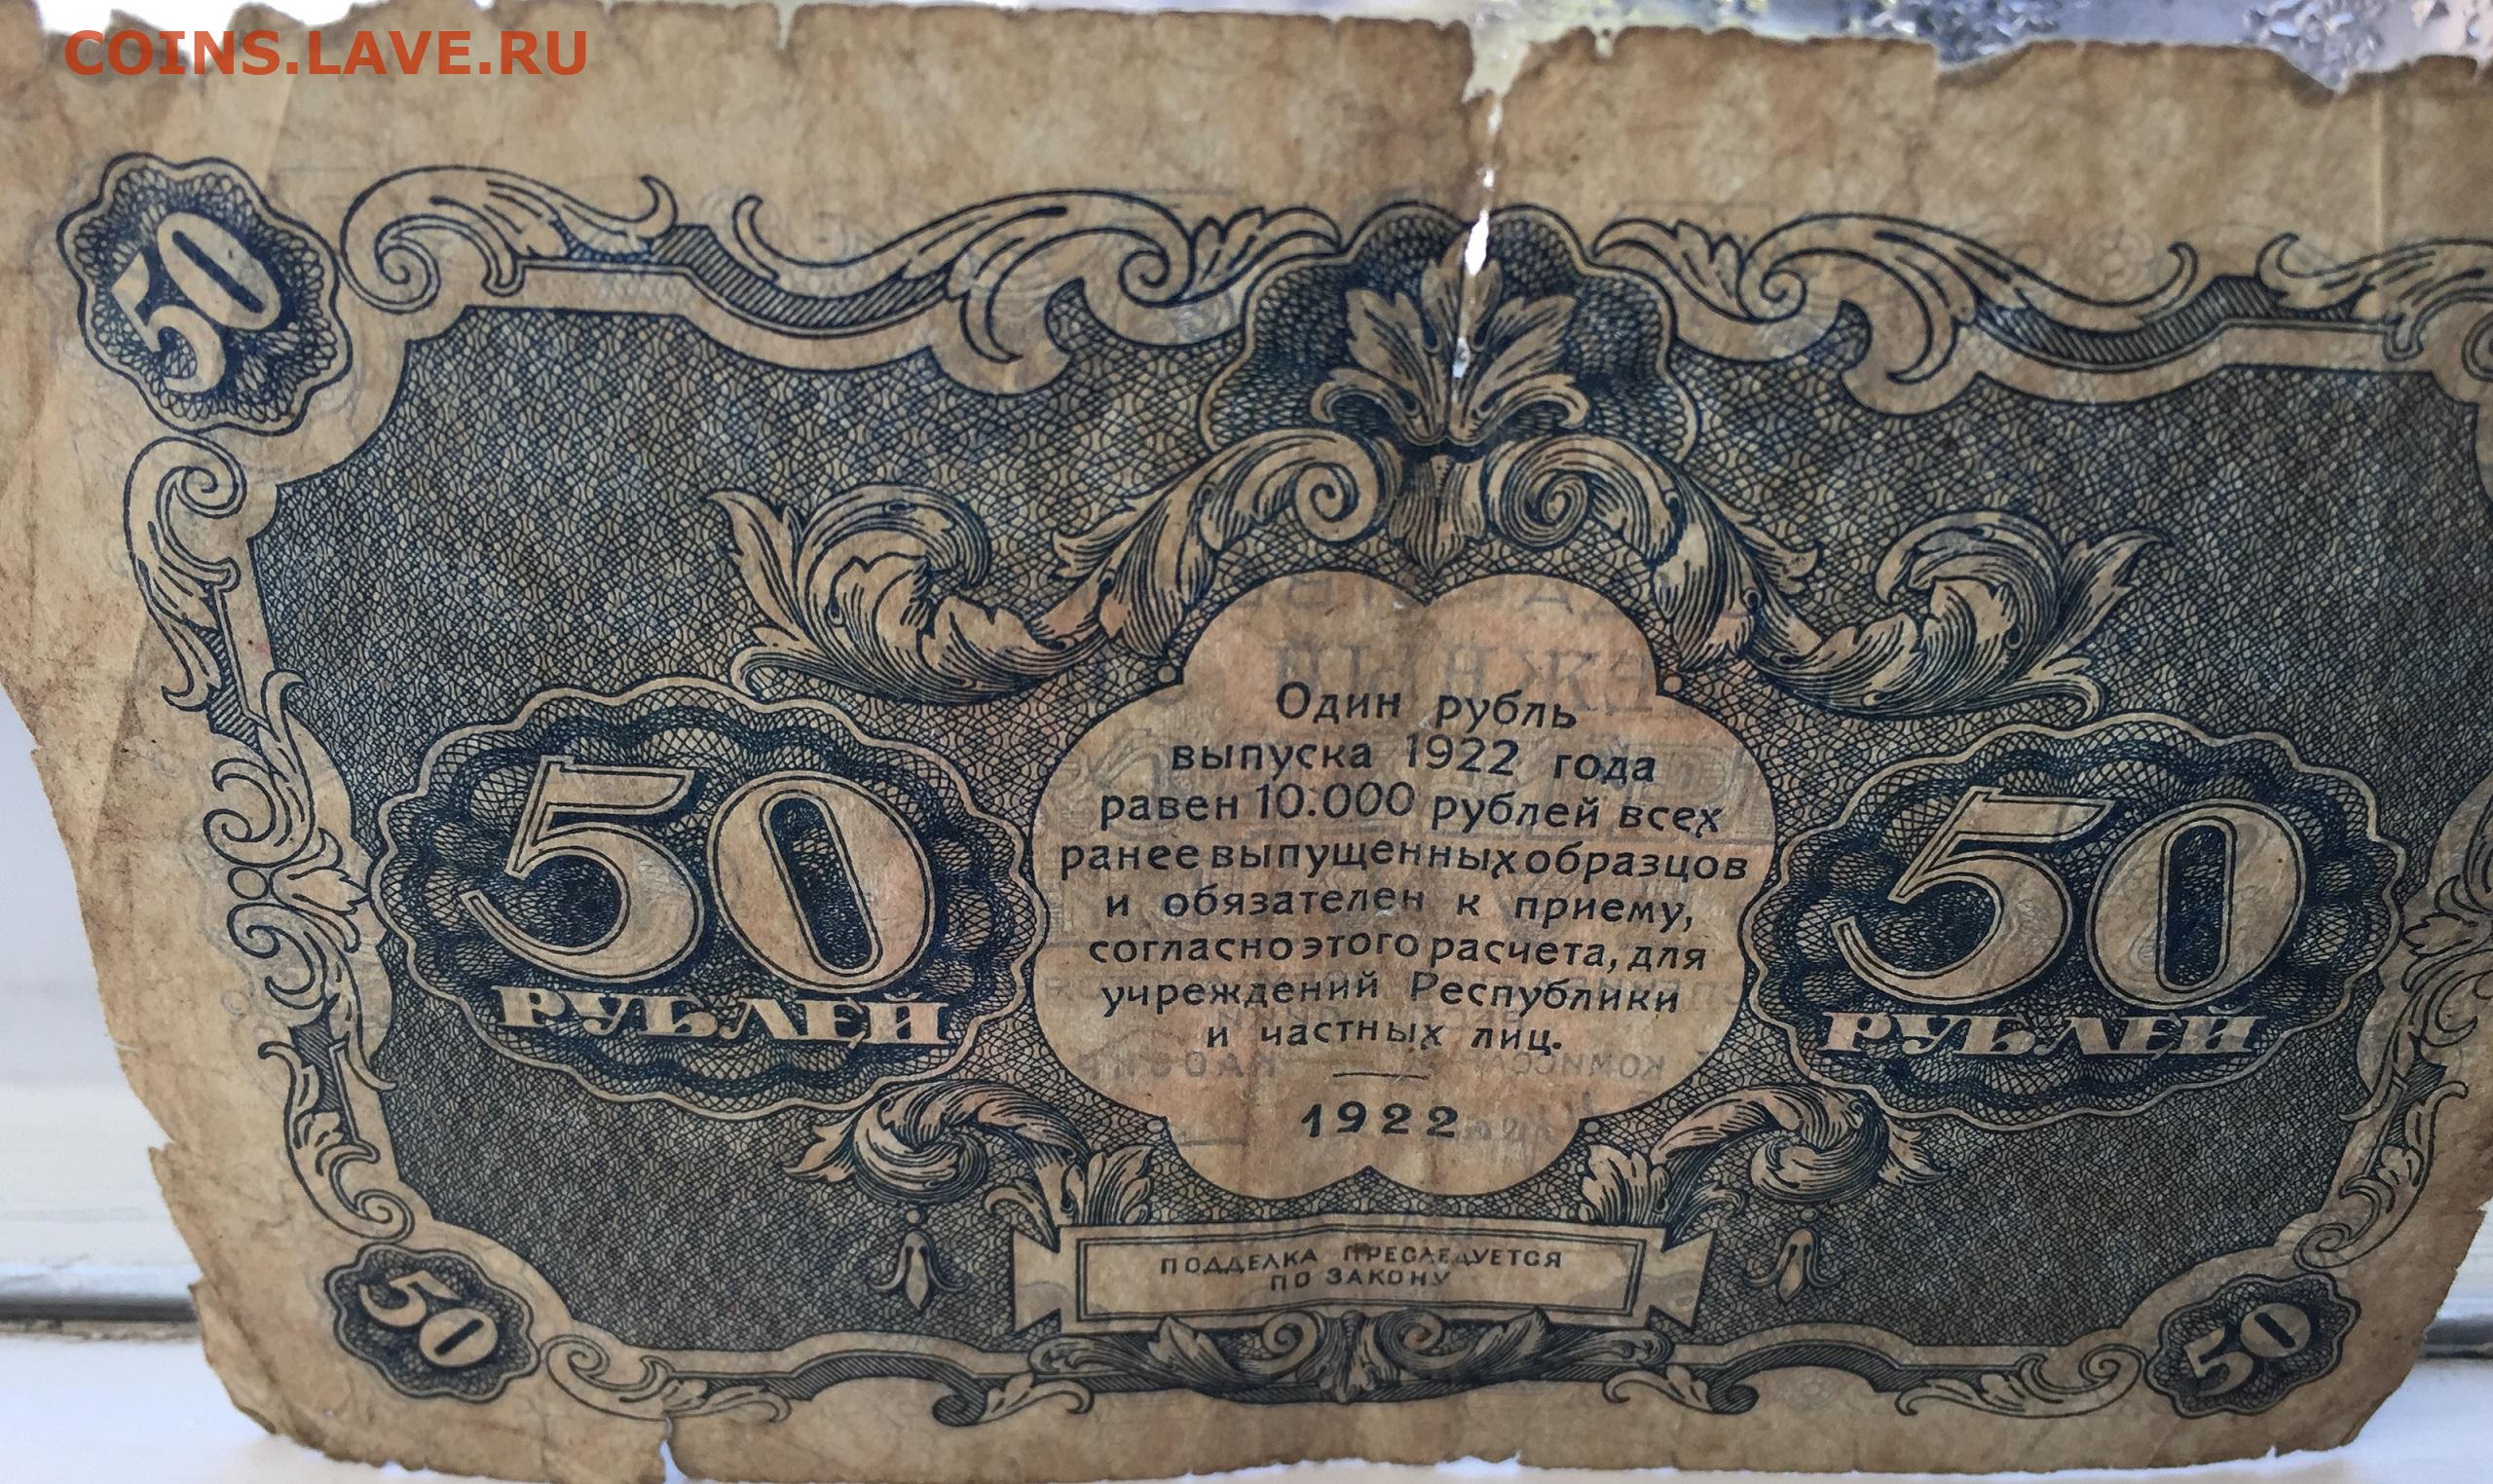 COINS.LAVE.RU
50
Один рубль
выпуска 1922 года
равен 10.000 рублей всех
ранее выпущенных образцов
и обязателен к приему,
согласно этого расчета, для
учреждений Республики
и частных лиц.
1922
50
РУБЛЕЙ
50
РУБЛЕЙ
ПОДДЕЛКА ПРЕСЛЕДУЕТСЯ
ПО ЗАКОНУ
50
50